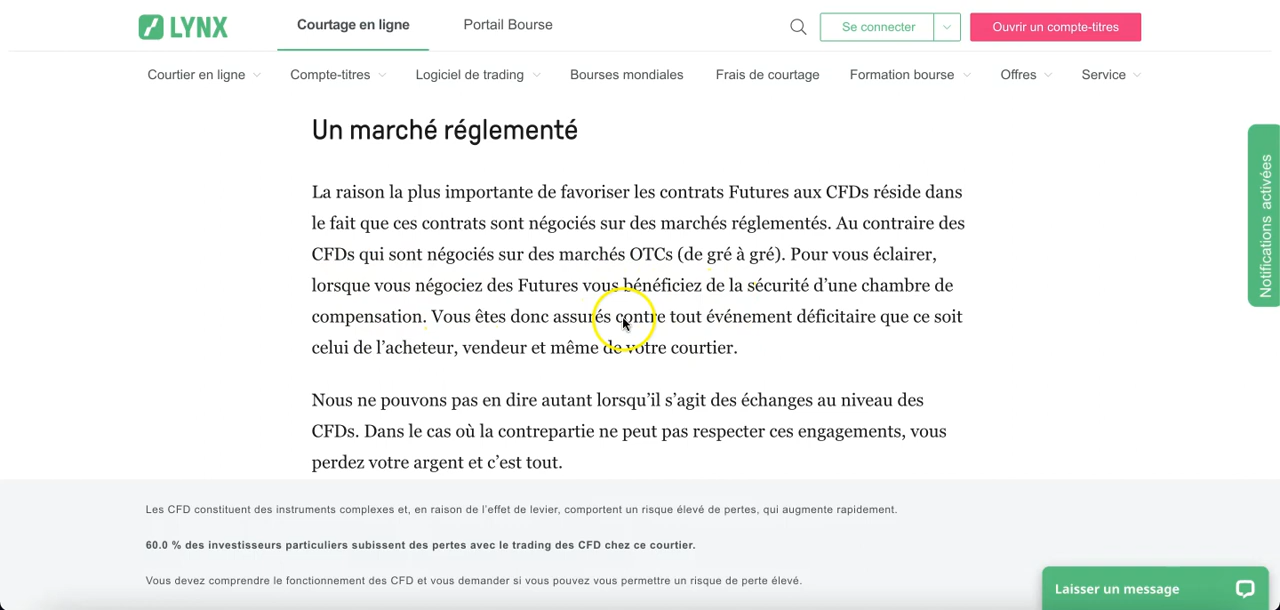 LYNX
Courtage en ligne
Portail Bourse
Se connecter
Ouvrir un compte-titres
Courtier en ligne
Compte-titres
Logiciel de trading
Bourses mondiales
Frais de courtage
Formation bourse
Offres
Service
Un marché réglementé
La raison la plus importante de favoriser les contrats Futures aux CFDs réside dans
le fait que ces contrats sont négociés sur des marchés réglementés. Au contraire des
CFDs qui sont négociés sur des marchés OTCs (de gré à gré). Pour vous éclairer,
lorsque vous négociez des Futures vous bénéficiez de la sécurité d’une chambre de
compensation. Vous êtes donc assurés contre tout événement déficitaire que ce soit
celui de l’acheteur, vendeur et même de votre courtier.
Nous ne pouvons pas en dire autant lorsqu’il s’agit des échanges au niveau des
CFDs. Dans le cas où la contrepartie ne peut pas respecter ces engagements, vous
perdez votre argent et c’est tout.
Les CFD constituent des instruments complexes et, en raison de l’effet de levier, comportent un risque élevé de pertes, qui augmente rapidement.
60.0 % des investisseurs particuliers subissent des pertes avec le trading des CFD chez ce courtier.
Vous devez comprendre le fonctionnement des CFD et vous demander si vous pouvez vous permettre un risque de perte élevé.
Notifications activées
Laisser un message